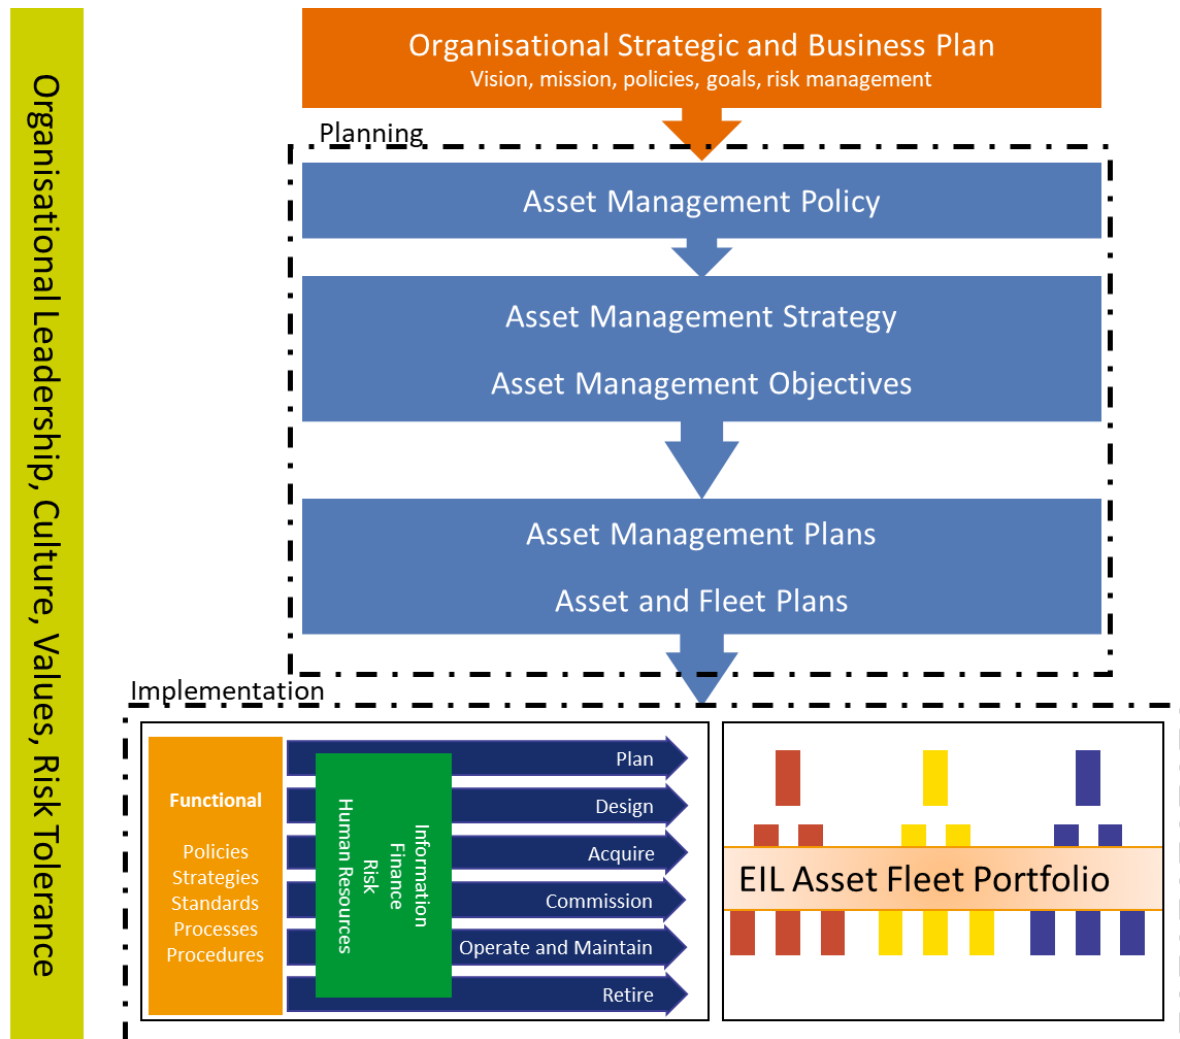 Organisational Leadership, Culture, Values, Risk Tolerance
Organisational Strategic and Business Plan
Vision, mission, policies, goals, risk management
Planning
Asset Management Policy
Asset Management Strategy
Asset Management Objectives
Asset Management Plans
Asset and Fleet Plans
Implementation
Functional
Policies
Strategies
Standards
Processes
Procedures
Information
Finance
Risk
Human Resources
Plan
Design
Acquire
Commission
Operate and Maintain
Retire
EIL Asset Fleet Portfolio